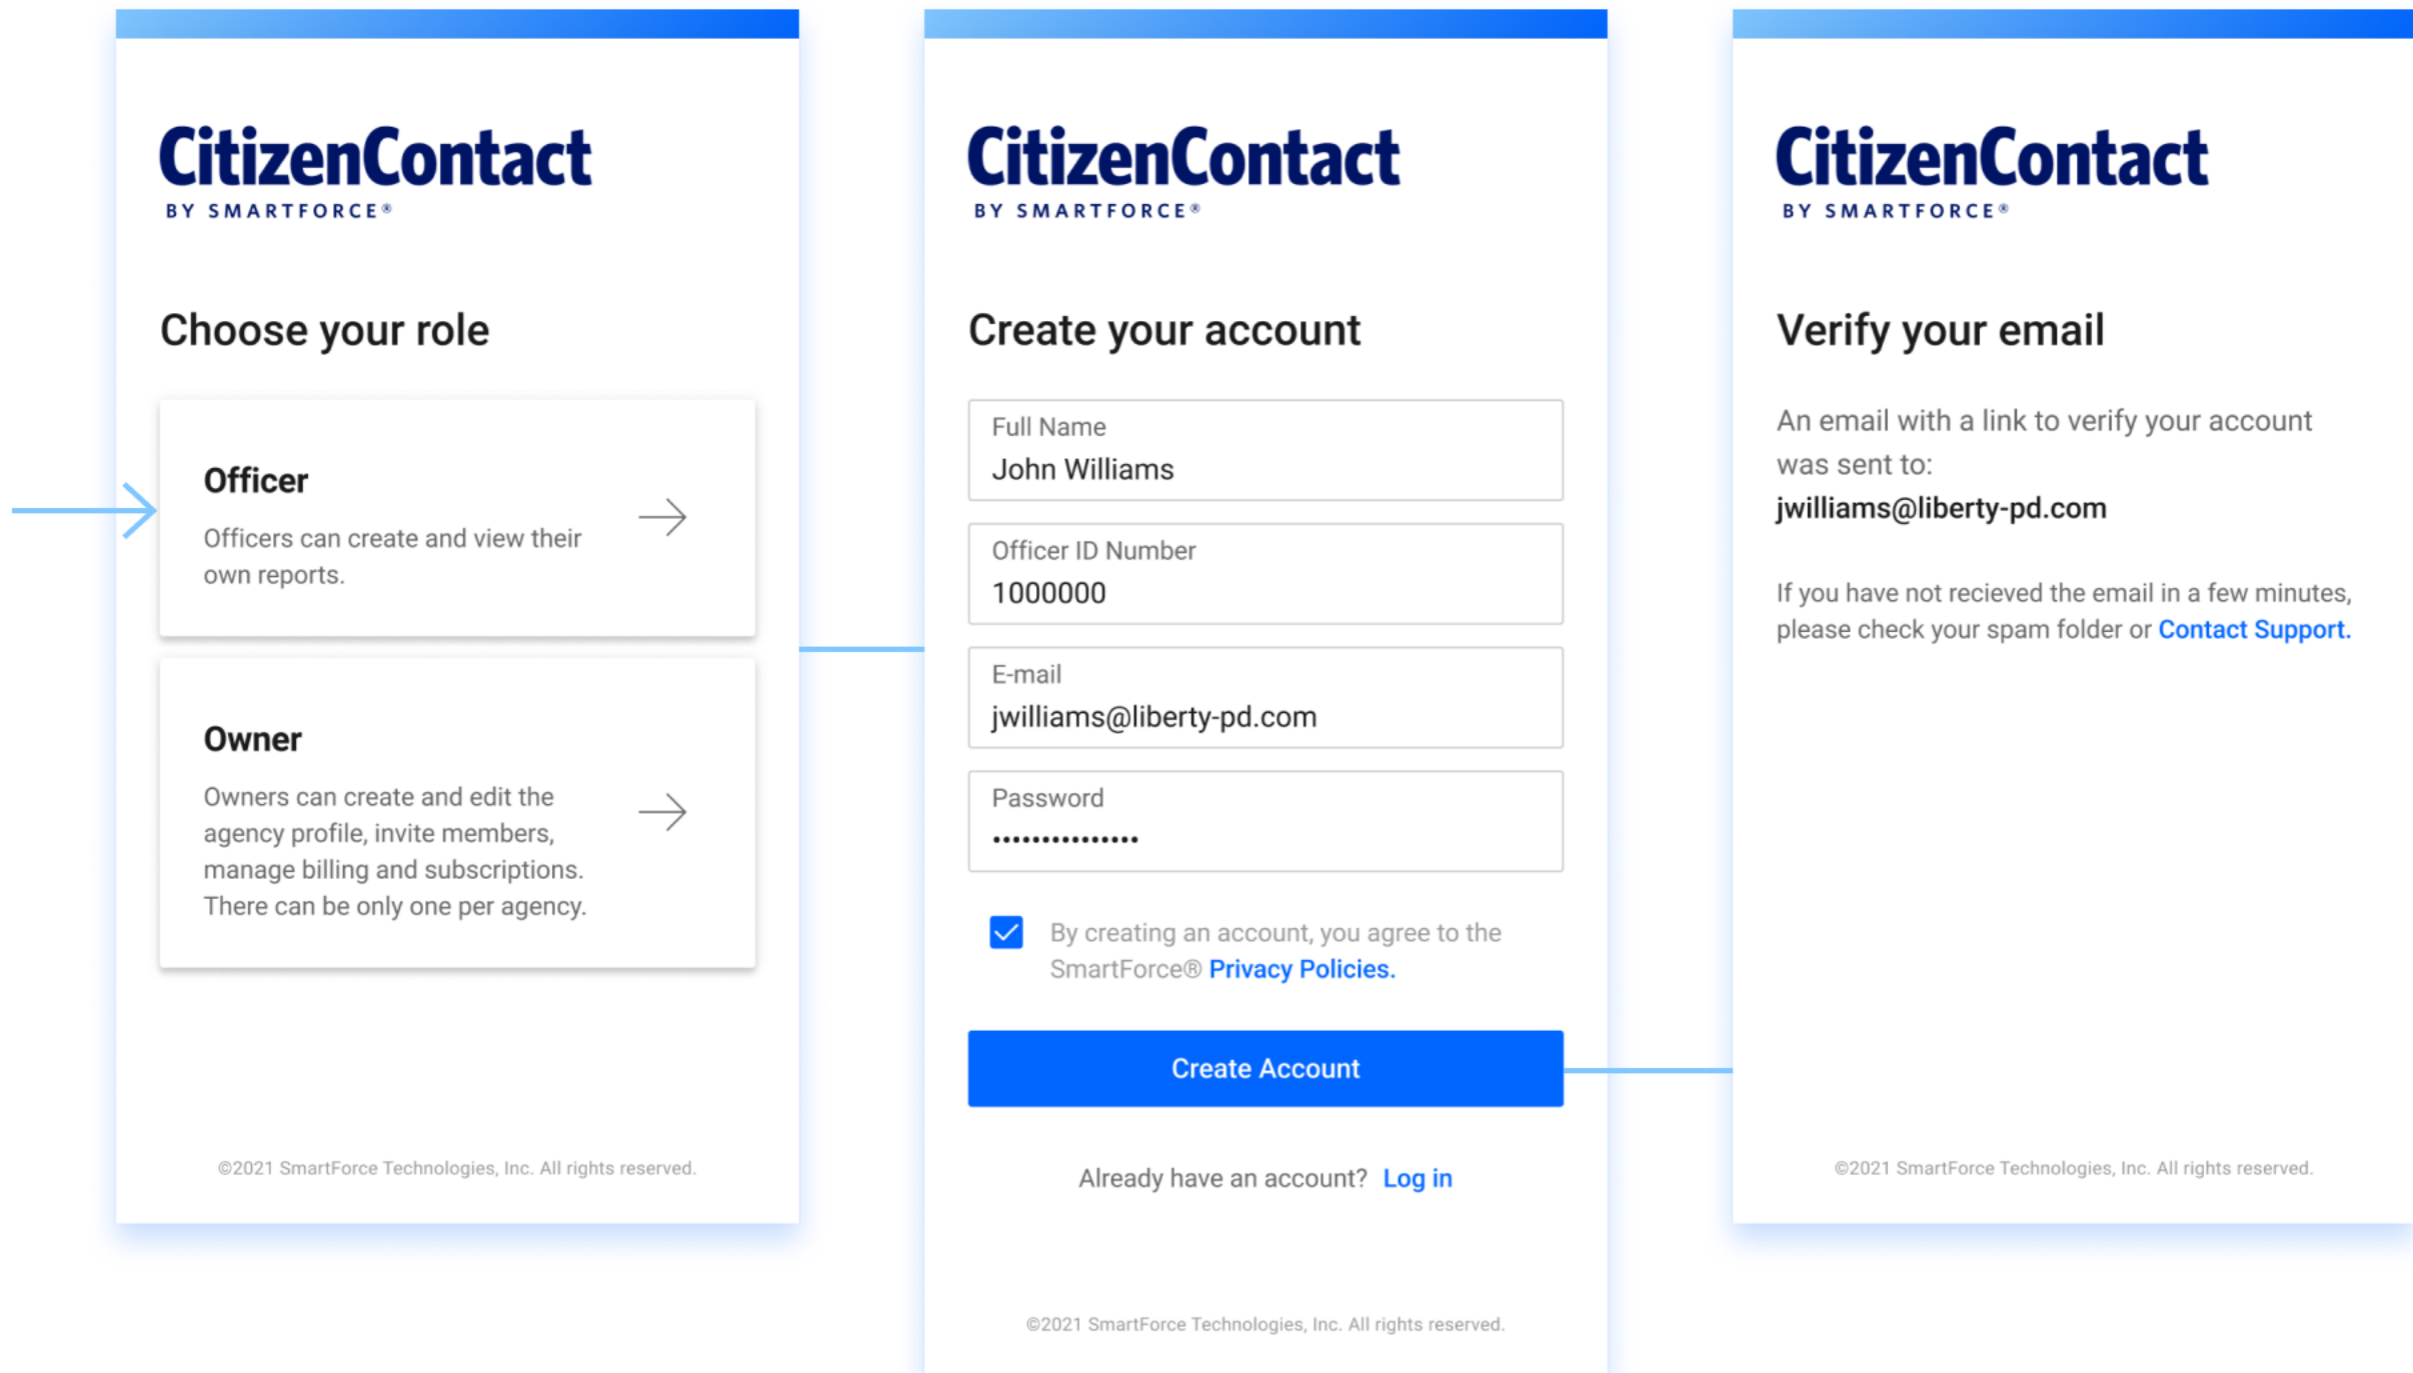 CitizenContact
BY SMARTFORCE®
Choose your role
Officer
Officers can create and view their
own reports.
Owner
Owners can create and edit the
agency profile, invite members,
manage billing and subscriptions.
There can be only one per agency.
©2021 SmartForce Technologies, Inc. All rights reserved.
CitizenContact
BY SMARTFORCE®
Create your account
Full Name
John Williams
Officer ID Number
1000000
E-mail
jwilliams@liberty-pd.com
Password
•••••••••••••••
By creating an account, you agree to the
SmartForce® Privacy Policies.
Create Account
Already have an account? Log in
©2021 SmartForce Technologies, Inc. All rights reserved.
CitizenContact
BY SMARTFORCE®
Verify your email
An email with a link to verify your account
was sent to:
jwilliams@liberty-pd.com
If you have not recieved the email in a few minutes,
please check your spam folder or Contact Support.
©2021 SmartForce Technologies, Inc. All rights reserved.